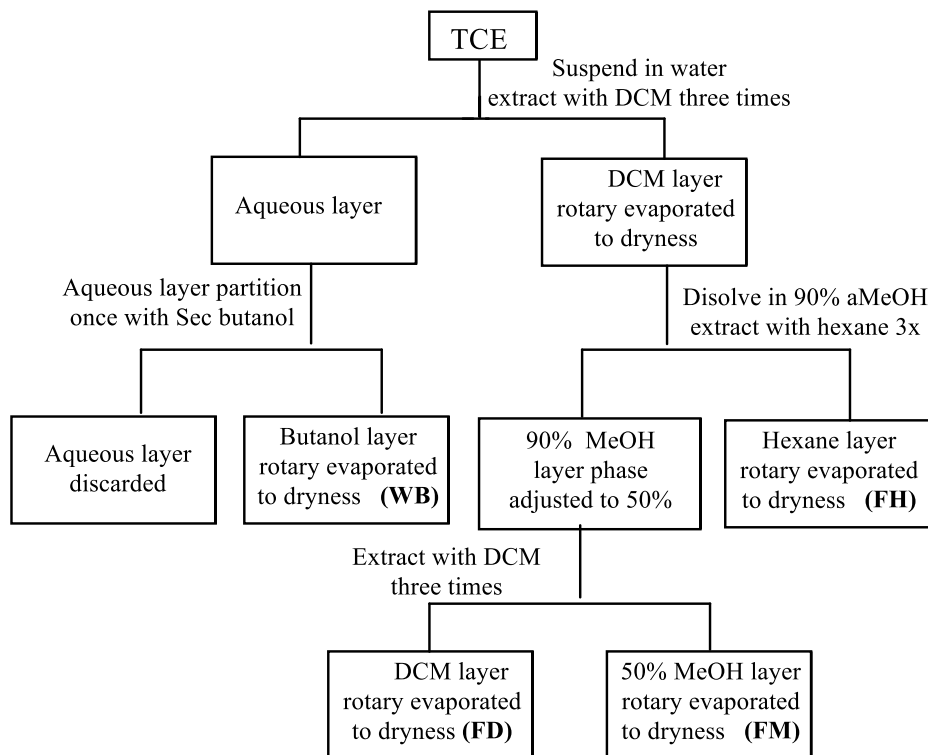 TCE
Suspend in water
extract with DCM three times
Aqueous layer
DCM layer
rotary evaporated
to dryness
Aqueous layer partition
once with Sec butanol
Disolve in 90% aMeOH
extract with hexane 3x
Aqueous layer
discarded
Butanol layer
rotary evaporated
to dryness (WB)
90% MeOH
layer phase
adjusted to 50%
Hexane layer
rotary evaporated
to dryness (FH)
Extract with DCM
three times
DCM layer
rotary evaporated
to dryness (FD)
50% MeOH layer
rotary evaporated
to dryness (FM)